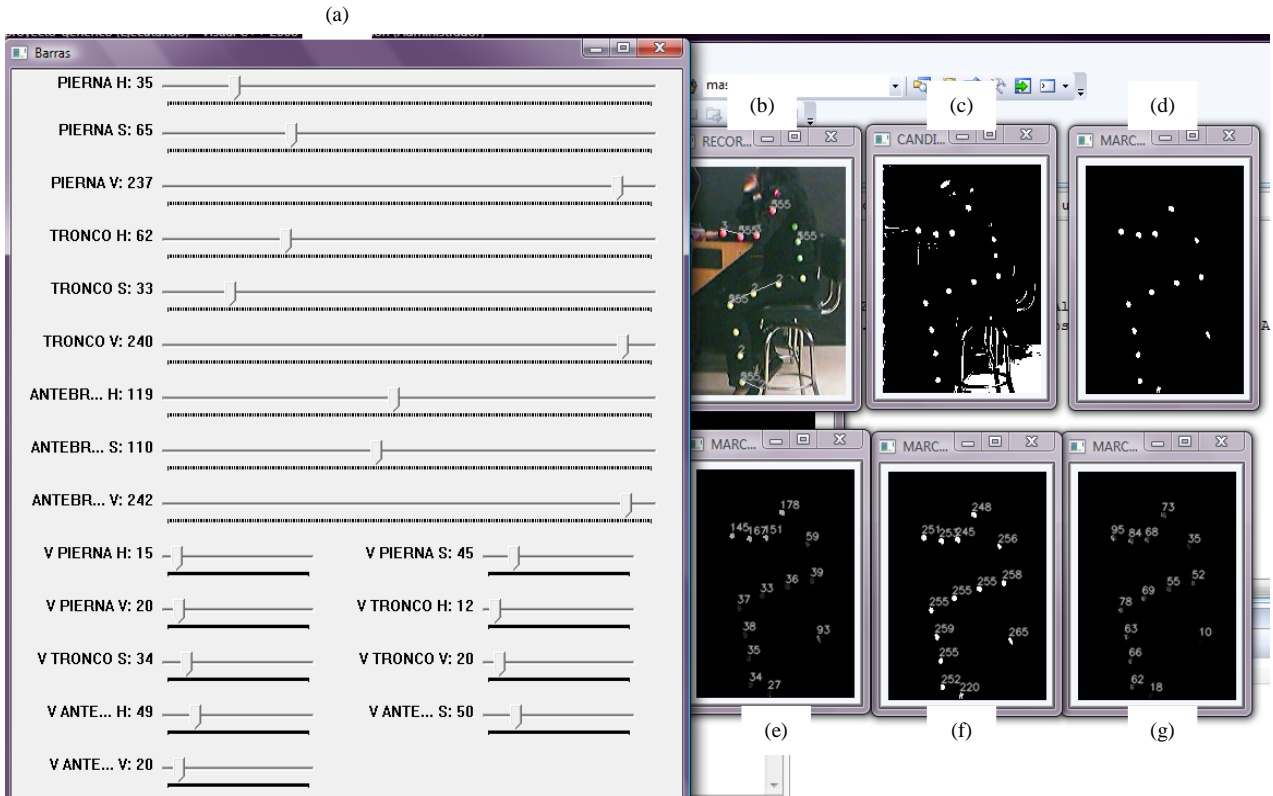 (a)
Barras
PIERNA H: 35
PIERNA S: 65
PIERNA V: 237
TRONCO H: 62
TRONCO S: 33
TRONCO V: 240
ANTEBR... H: 119
ANTEBR... S: 110
ANTEBR... V: 242
V PIERNA H: 15
V PIERNA S: 45
V PIERNA V: 20
V TRONCO H: 12
V TRONCO S: 34
V TRONCO V: 20
V ANTE... H: 49
V ANTE... S: 50
V ANTE... V: 20
(b)
RECOR...
(c)
CANDI...
(d)
MARC...
MARC...
178
145 167 151
59
39
36
33
37
38
93
35
34
27
(e)
MARC...
248
251 253 245
256
258
255
255
255
259
265
255
252
220
(f)
MARC...
73
95 84 68
35
52
55
69
78
63
10
66
62
18
(g)